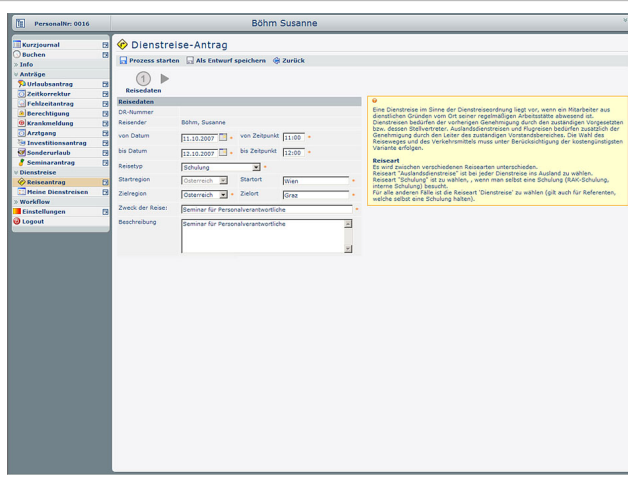 PersonalNr: 0016
Böhm Susanne
Kurzjournal
Buchen
Info
Anträge
Urlaubsantrag
Zeitkorrektur
Fehlzeitantrag
Berechtigung
Krankmeldung
Arztgang
Investitionsantrag
Sonderurlaub
Seminarantrag
Dienstreise
Reiseantrag
Meine Dienstreisen
Workflow
Einstellungen
Logout
Dienstreise-Antrag
Prozess starten Als Entwurf speichern Zurück
1
Reisedaten
Reisedaten
DR-Nummer
Reisender Böhm, Susanne
von Datum 11.10.2007 * von Zeitpunkt 11:00 *
bis Datum 12.10.2007 * bis Zeitpunkt 12:00 *
Reisetyp Schulung *
Startregion Österreich Startort Wien *
Zielregion Österreich * Zielort Graz *
Zweck der Reise: Seminar für Personalverantwortliche *
Beschreibung Seminar für Personalverantwortliche
Eine Dienstreise im Sinne der Dienstreiseordnung liegt vor, wenn ein Mitarbeiter aus
dienstlichen Gründen vom Ort seiner regelmäßigen Arbeitsstätte abwesend ist.
Dienstreisen bedürfen der vorherigen Genehmigung durch den zuständigen Vorgesetzten
bzw. dessen Stellvertreter. Auslandsdienstreisen und Flugreisen bedürfen zusätzlich der
Genehmigung durch den Leiter des zuständigen Vorstandsbereiches. Die Wahl des
Reiseweges und des Verkehrsmittels muss unter Berücksichtigung der kostengünstigsten
Variante erfolgen.
Reiseart
Es wird zwischen verschiedenen Reisearten unterschieden.
Reiseart "Auslandsdienstreise" ist bei jeder Dienstreise ins Ausland zu wählen.
Reiseart "Schulung" ist zu wählen, , wenn man selbst eine Schulung (RAK-Schulung,
interne Schulung) besucht.
Für alle anderen Fälle ist die Reiseart 'Dienstreise' zu wählen (gilt auch für Referenten,
welche selbst eine Schulung halten).